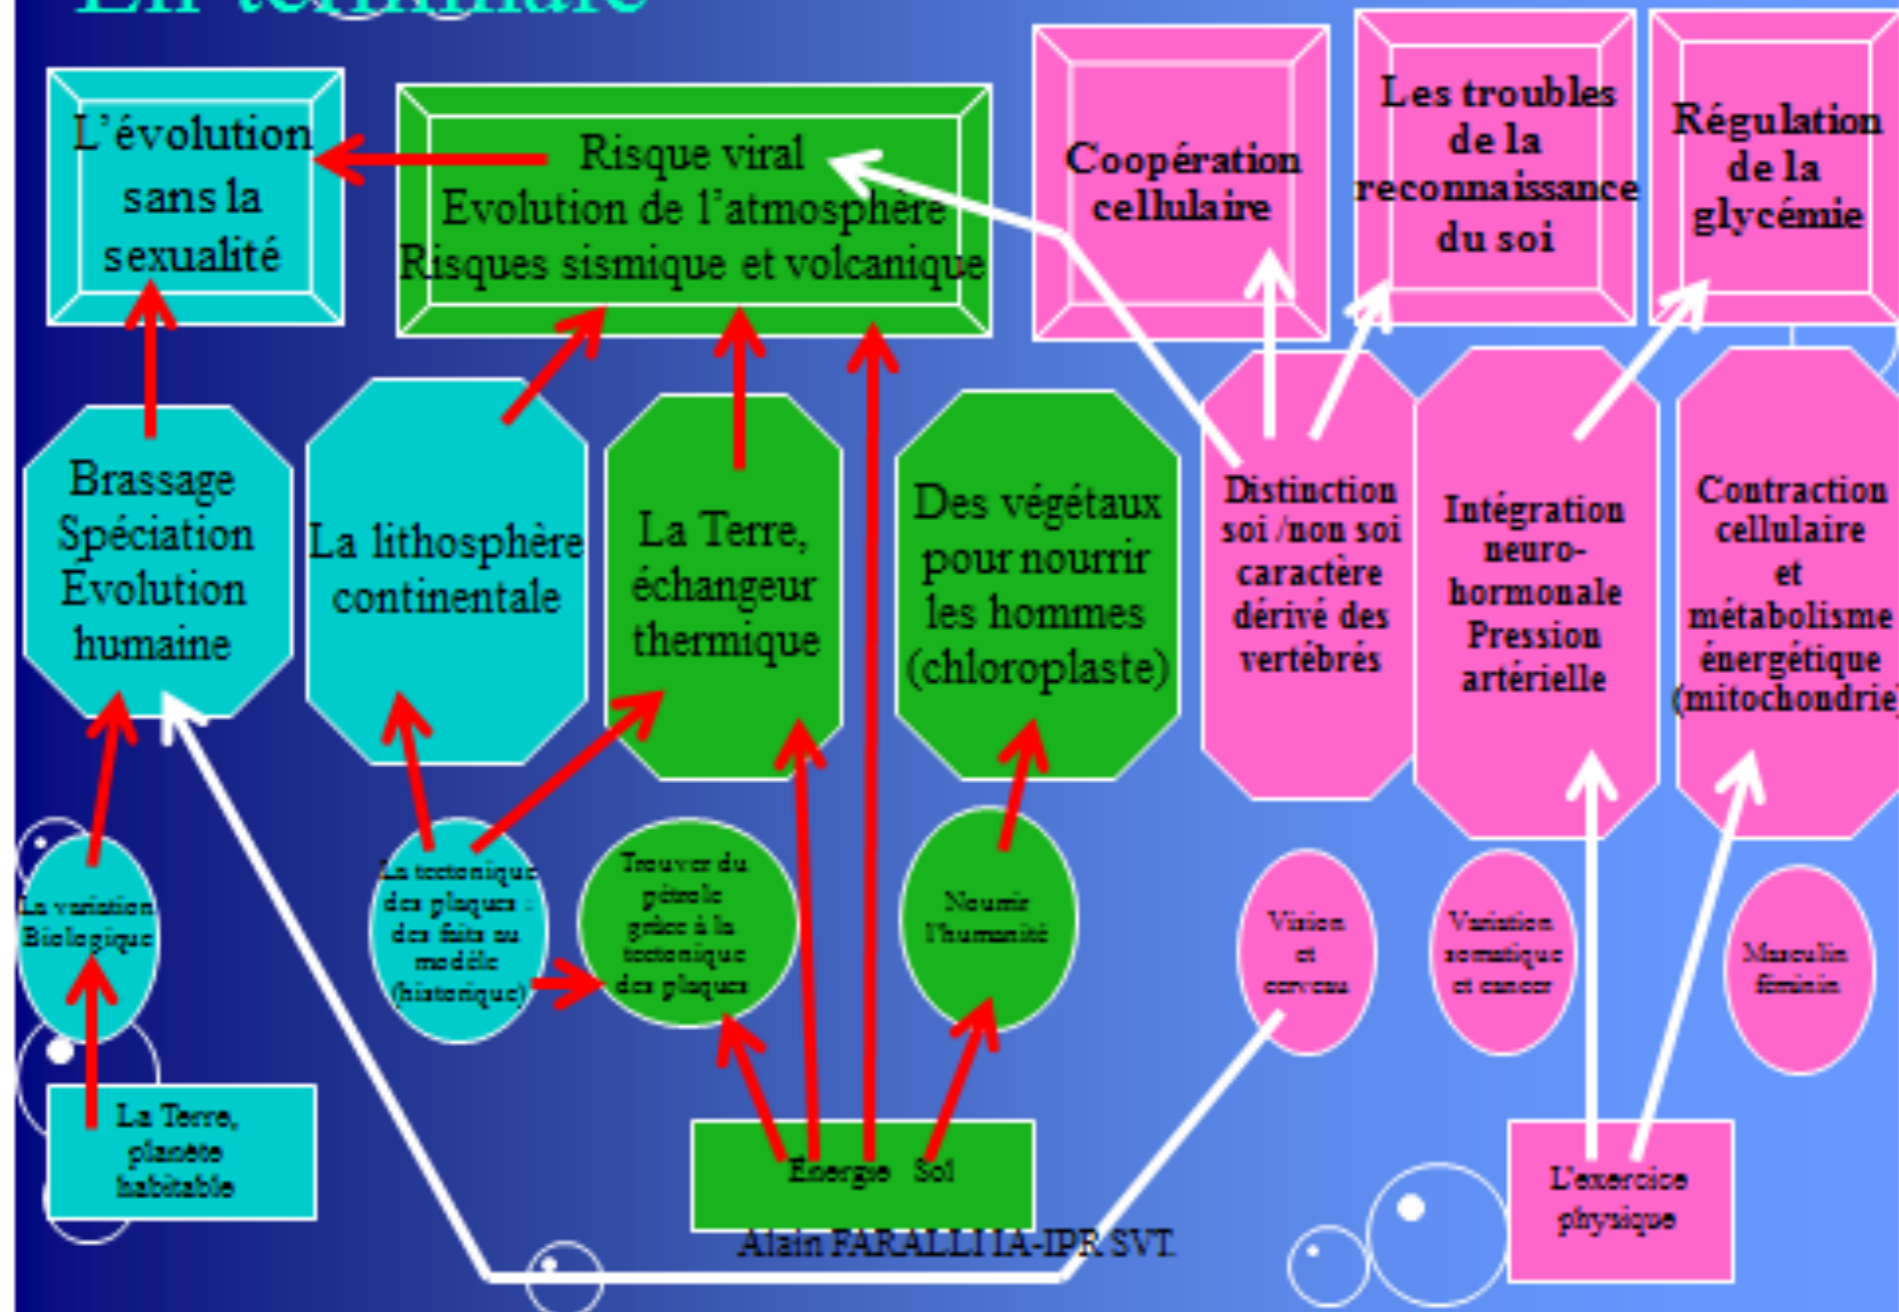 En terminale
L'évolution
sans la
sexualité
Risque viral
Evolution de l'atmosphère
Risques sismique et volcanique
Coopération
cellulaire
Les troubles
de la
reconnaissance
du soi
Régulation
de la
glycémie
Brassage
Spéciation
Évolution
humaine
La lithosphère
continentale
La Terre,
échangeur
thermique
Des végétaux
pour nourrir
les hommes
(chloroplaste)
Distinction
soi /non soi
caractère
dérivé des
vertébrés
Intégration
neuro-
hormonale
Pression
artérielle
Contraction
cellulaire
et
métabolisme
énergétique
(mitochondrie)
La variation
Biologique
La tectonique
des plaques :
des faits au
modèle
(historique)
Trouver du
pétrole
grâce à la
tectonique
des plaques
Nourrir
l'humanité
Vision
et
cerveau
Variation
somatique
et cancer
Masculin
féminin
La Terre,
planète
habitable
Énergie Sol
L'exercice
physique
Alain FARALLI IA-IPR SVT